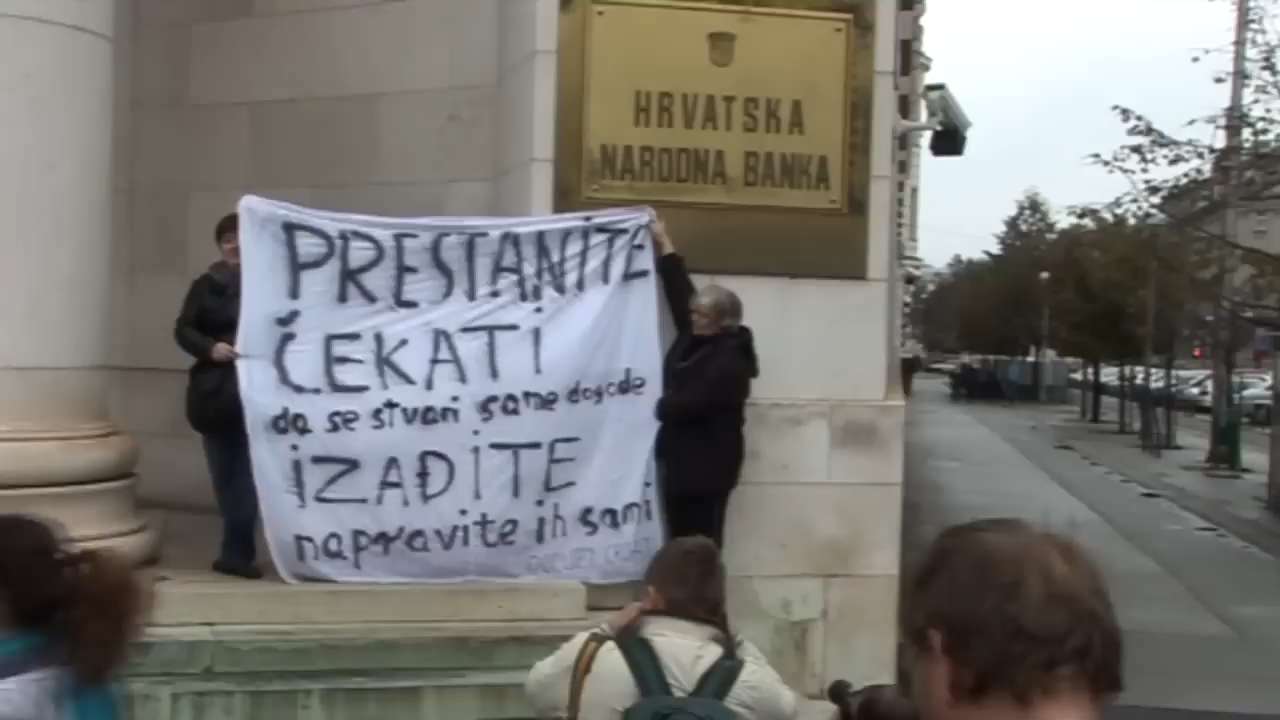 HRVATSKA
NARODNA BANKA
PRESTANITE
ČEKATI
da se stvari same dogode
iZAĐiTE
napravite ih sami